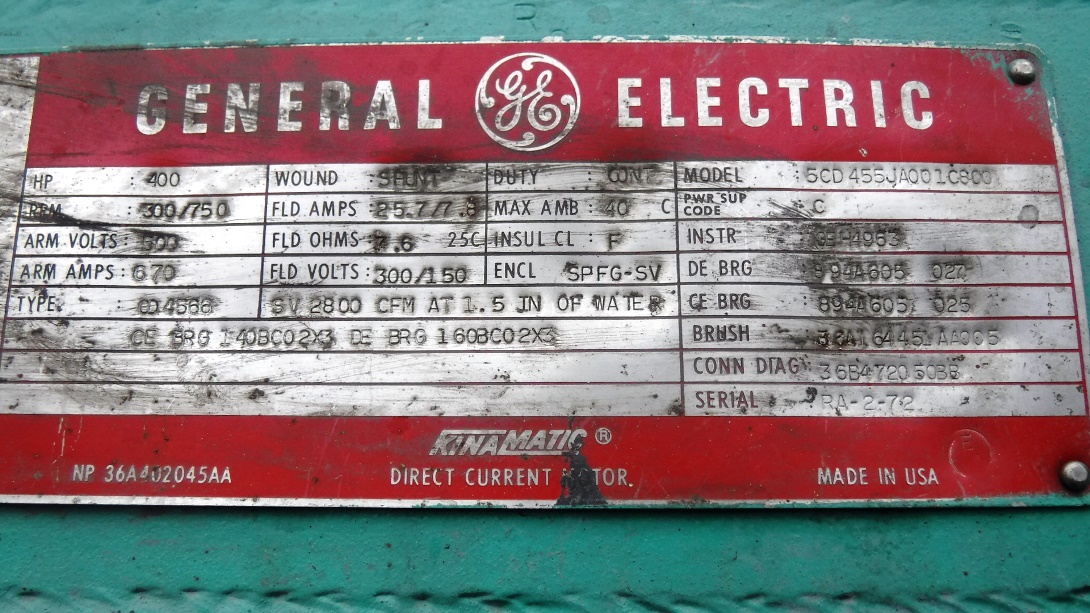 GENERAL GE ELECTRIC
HP : 400 WOUND : SHUNT DUTY : CONT MODEL : 5CD455JA001C800
RPM : 300/750 FLD AMPS 25.7/7.8 MAX AMB : 40 C PWR SUP CODE : C
ARM VOLTS : 500 FLD OHMS 7.6 25C INSUL CL : F INSTR
ARM AMPS : 670 FLD VOLTS : 300/150 ENCL SPFG-SV DE BRG : 894A605 027
TYPE: CD4568 SV 2800 CFM AT 1.5 IN OF WATER CE BRG : 894A605 025
CE BRG 140BC02X3 DE BRG 160BC02X3 BRUSH
CONN DIAG
SERIAL : RA-2-72
KINAMATIC ®
NP 36A402045AA DIRECT CURRENT MOTOR. MADE IN USA